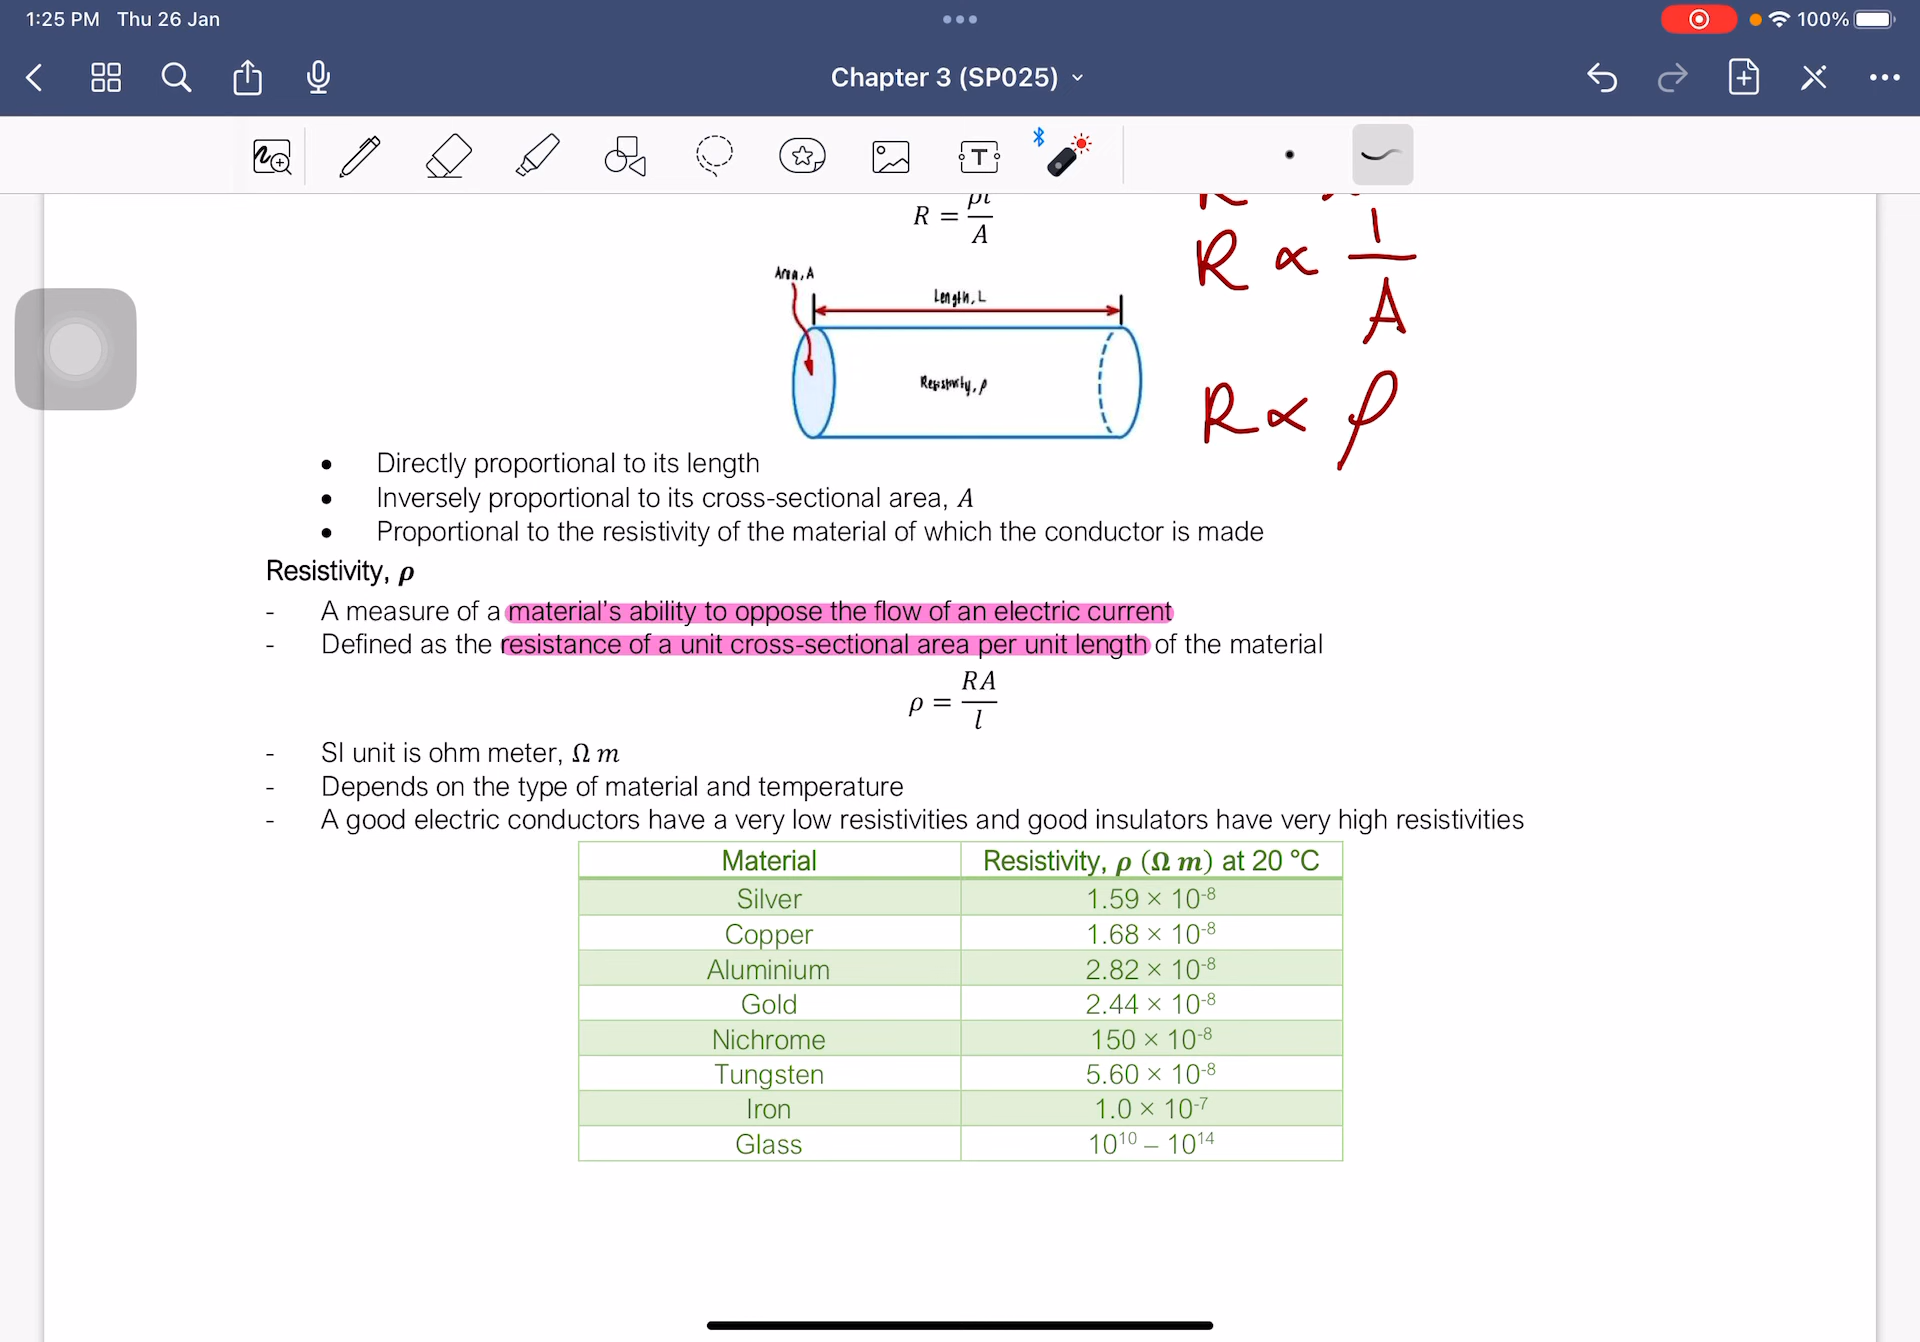 1:25 PM Thu 26 Jan
100%
Chapter 3 (SP025)
R = ρl/A
R ∝ 1/A
Area, A
Length, L
Resistivity, ρ
R ∝ ρ
• Directly proportional to its length
• Inversely proportional to its cross-sectional area, A
• Proportional to the resistivity of the material of which the conductor is made
Resistivity, ρ
- A measure of a material's ability to oppose the flow of an electric current
- Defined as the resistance of a unit cross-sectional area per unit length of the material
ρ = RA/l
- SI unit is ohm meter, Ω m
- Depends on the type of material and temperature
- A good electric conductors have a very low resistivities and good insulators have very high resistivities
Material Resistivity, ρ (Ω m) at 20 °C
Silver 1.59 × 10⁻⁸
Copper 1.68 × 10⁻⁸
Aluminium 2.82 × 10⁻⁸
Gold 2.44 × 10⁻⁸
Nichrome 150 × 10⁻⁸
Tungsten 5.60 × 10⁻⁸
Iron 1.0 × 10⁻⁷
Glass 10¹⁰ – 10¹⁴